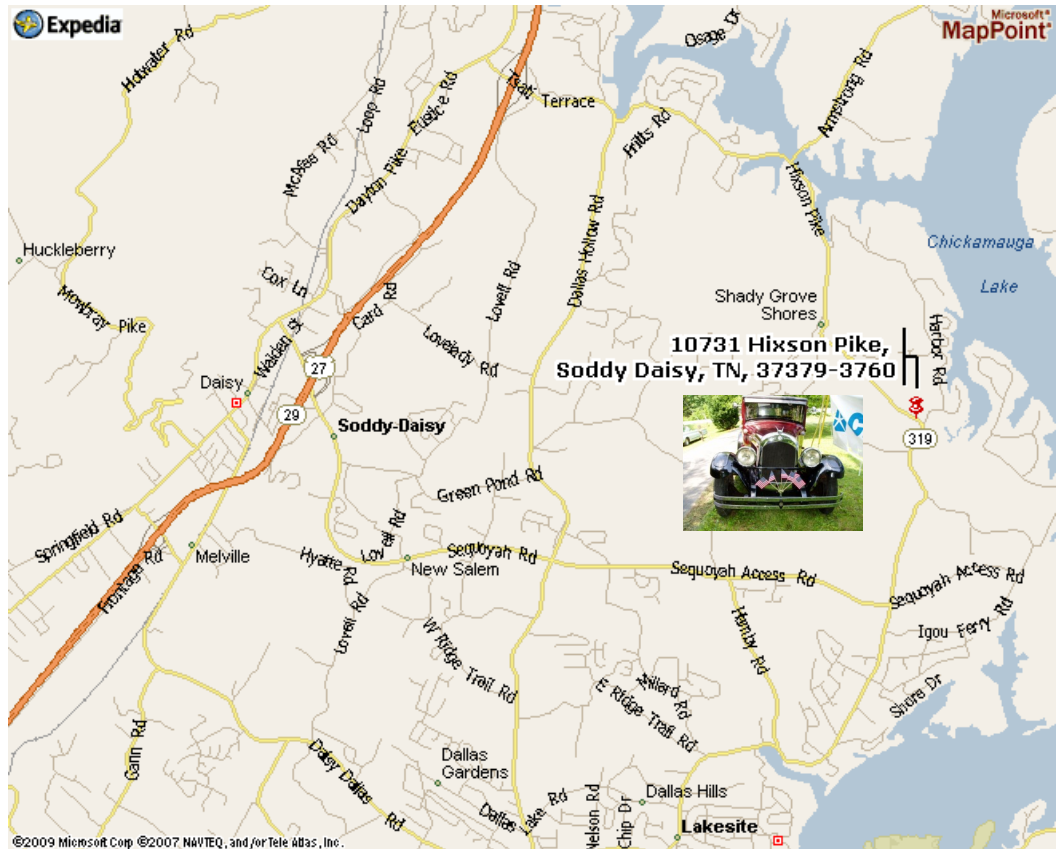 Expedia
Microsoft®
MapPoint®
Hotwater Rd
Osage Dr
Loop Rd
Eustice Rd
Tsati Terrace
Armstrong Rd
McAfee Rd
Dayton Pike
Fritts Rd
Hixson Pike
Huckleberry
Chickamauga
Lake
Cox Ln
Card Rd
Lovell Rd
Dallas Hollow Rd
Mowbray Pike
Shady Grove
Shores
Harbor Rd
Walden St
Lovelady Rd
10731 Hixson Pike,
Soddy Daisy, TN, 37379-3760
27
Daisy
29
Soddy-Daisy
319
Green Pond Rd
Springfield Rd
Lovell Rd
Frontage Rd
Melville
Hyatte Rd
New Salem
Sequoyah Rd
Sequoyah Access Rd
Sequoyah Access Rd
Lovell Rd
W Ridge Trail Rd
Hamby Rd
Igou Ferry Rd
Millard Rd
E Ridge Trail Rd
Shore Dr
Gann Rd
Daisy Dallas
Dallas
Gardens
Dallas
Lake Rd
Nelson Rd
Chip Dr
Dallas Hills
Lakesite
©2009 Microsoft Corp ©2007 NAVTEQ, and/or Tele Atlas, Inc.